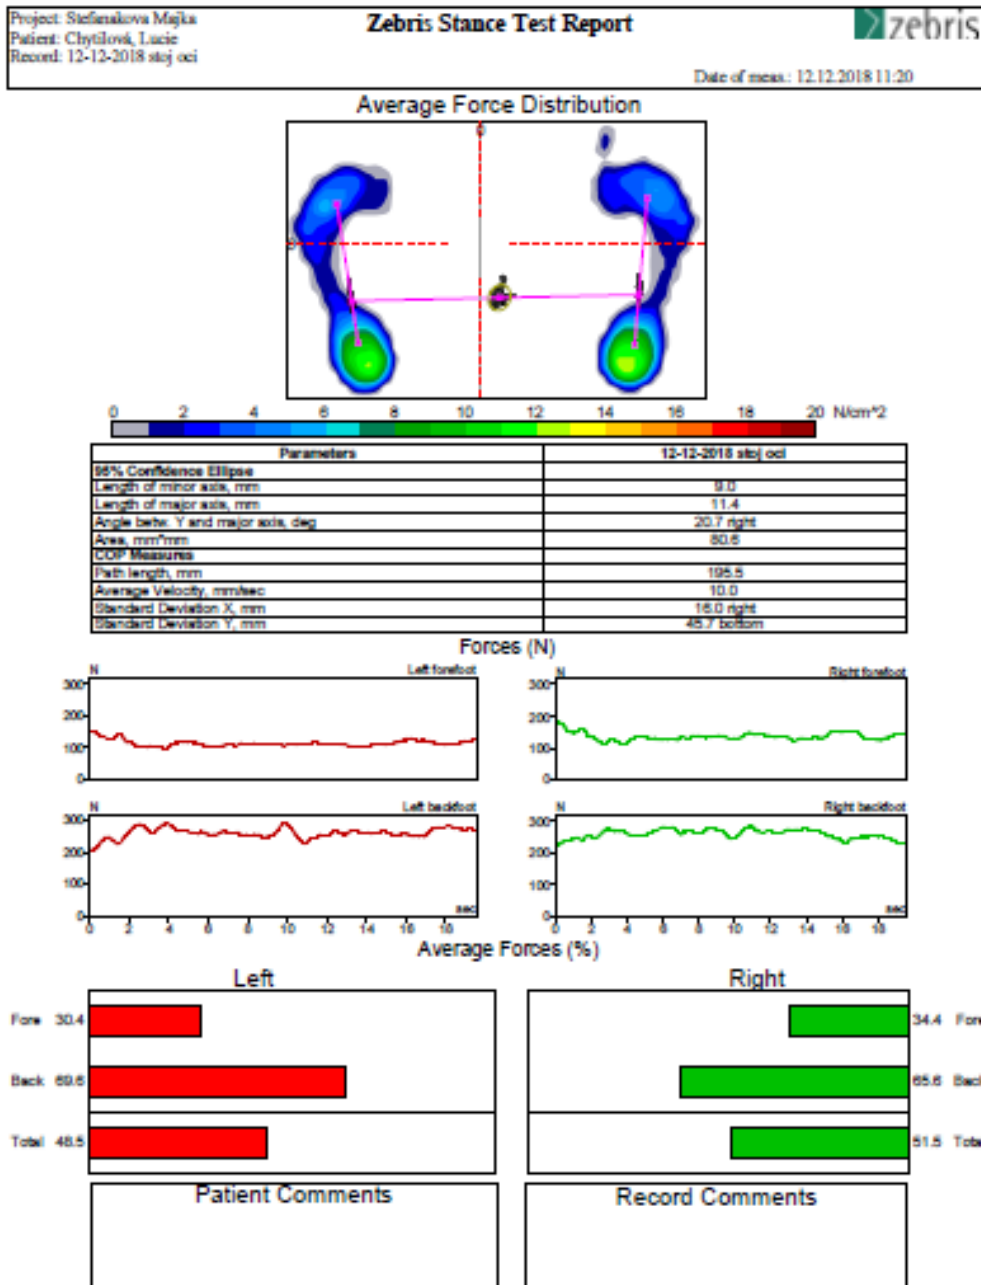 Project: Stefanakova Majka
Patient: Chytilová, Lucie
Record: 12-12-2018 stoj oci
Zebris Stance Test Report
zebris
Date of meas.: 12.12.2018 11:20
Average Force Distribution
0
0
0 2 4 6 8 10 12 14 16 18 20 N/cm^2
Parameters 12-12-2018 stoj oci
95% Confidence Ellipse
Length of minor axis, mm 9.0
Length of major axis, mm 11.4
Angle betw. Y and major axis, deg 20.7 right
Area, mm*mm 80.6
COP Measures
Path length, mm 195.5
Average Velocity, mm/sec 10.0
Standard Deviation X, mm 16.0 right
Standard Deviation Y, mm 45.7 bottom
Forces (N)
N Left forefoot N Right forefoot
300 300
200 200
100 100
0 0
N Left backfoot N Right backfoot
300 300
200 200
100 100
0 sec 0 sec
0 2 4 6 8 10 12 14 16 18 0 2 4 6 8 10 12 14 16 18
Average Forces (%)
Left Right
Fore 30.4 34.4 Fore
Back 69.6 65.6 Back
Total 48.5 51.5 Total
Patient Comments Record Comments